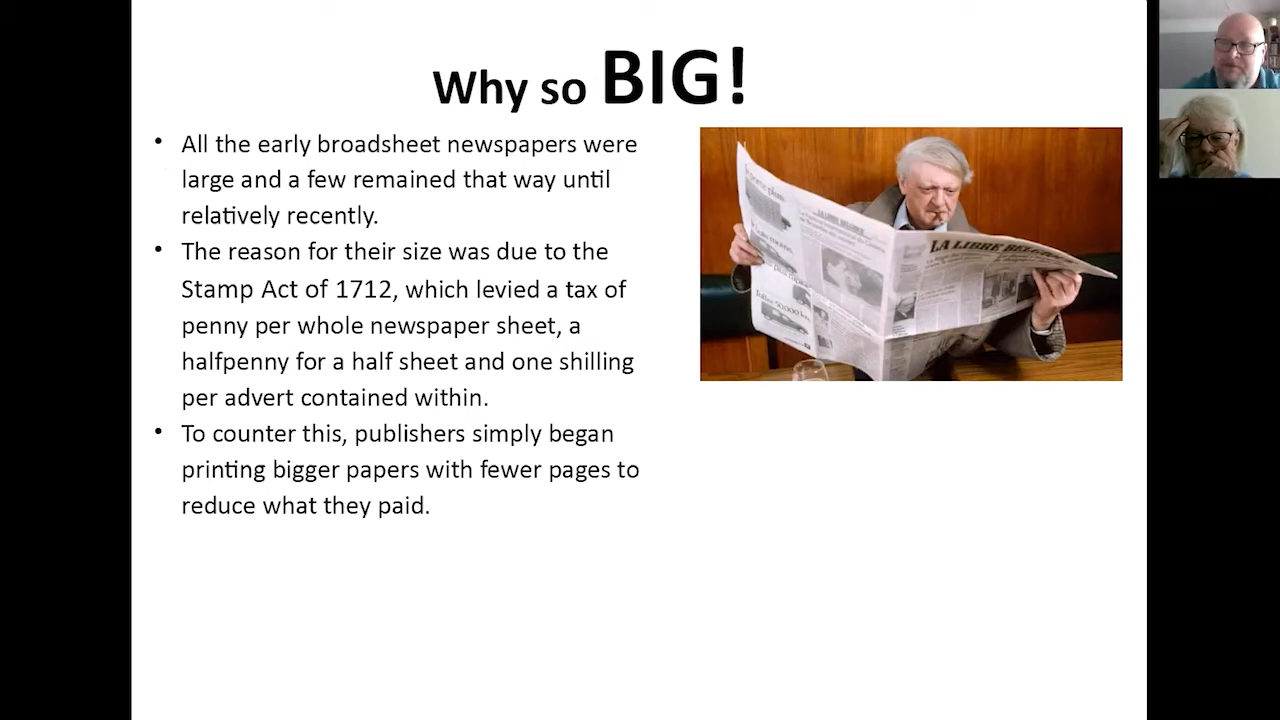 Why so BIG!
• All the early broadsheet newspapers were
large and a few remained that way until
relatively recently.
• The reason for their size was due to the
Stamp Act of 1712, which levied a tax of
penny per whole newspaper sheet, a
halfpenny for a half sheet and one shilling
per advert contained within.
• To counter this, publishers simply began
printing bigger papers with fewer pages to
reduce what they paid.
LA LIBRE BELG